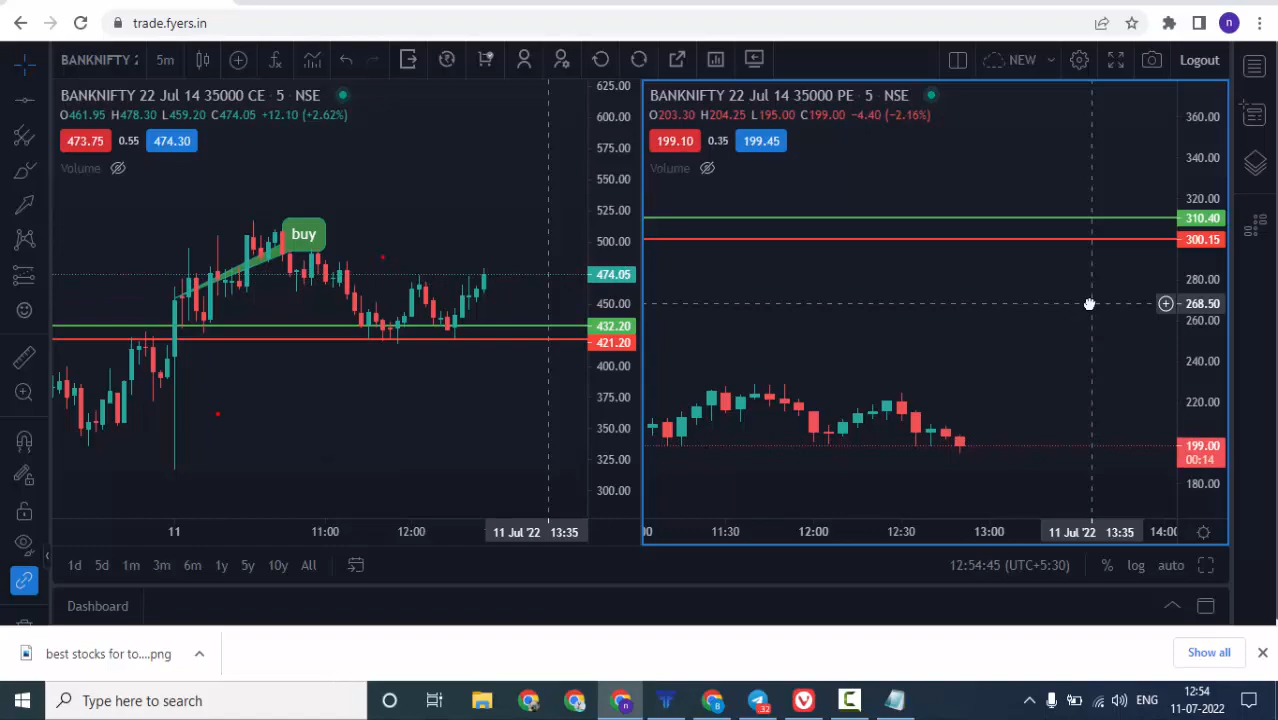 trade.fyers.in
n
BANKNIFTY 2
5m
NEW
Logout
BANKNIFTY 22 Jul 14 35000 CE · 5 · NSE
O461.95 H478.30 L459.20 C474.05 +12.10 (+2.62%)
473.75 0.55 474.30
Volume
buy
625.00
600.00
575.00
550.00
525.00
500.00
474.05
450.00
432.20
421.20
400.00
375.00
350.00
325.00
300.00
11 11:00 12:00 11 Jul '22 13:35
BANKNIFTY 22 Jul 14 35000 PE · 5 · NSE
O203.30 H204.25 L195.00 C199.00 −4.40 (−2.16%)
199.10 0.35 199.45
Volume
360.00
340.00
320.00
310.40
300.15
280.00
268.50
260.00
240.00
220.00
199.00
00:14
180.00
00 11:30 12:00 12:30 13:00 11 Jul '22 13:35 14:00
1d 5d 1m 3m 6m 1y 5y 10y All
12:54:45 (UTC+5:30) % log auto
Dashboard
best stocks for to....png
Show all
Type here to search
n
B
32
ENG
12:54
11-07-2022